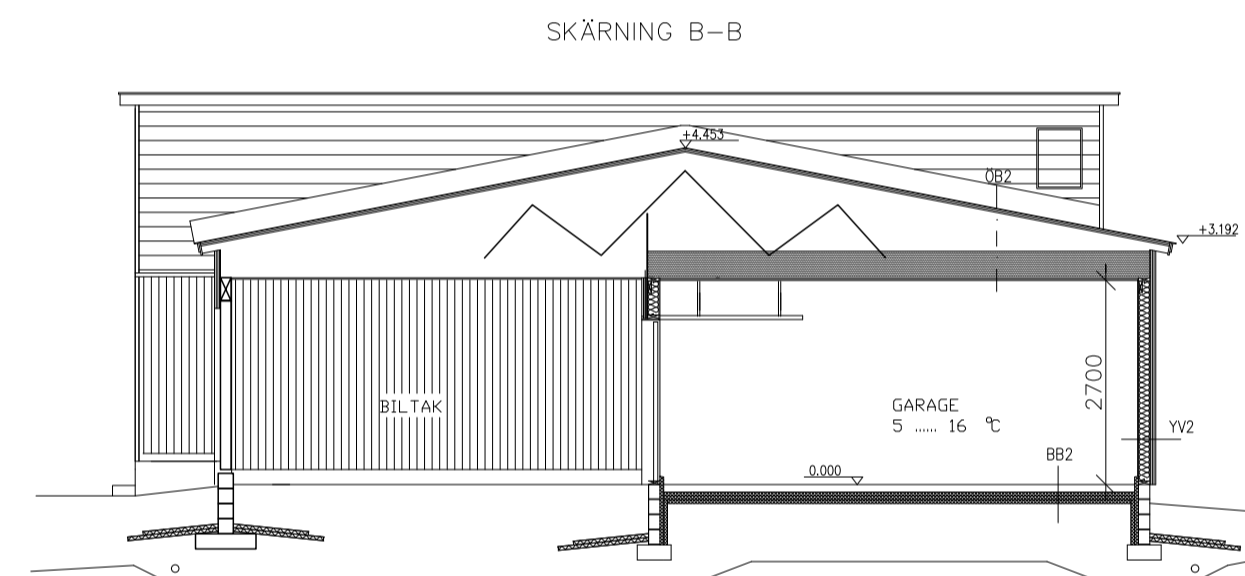 SKÄRNING B-B
+4.453
ÖB2
+3.192
2700
BILTAK
GARAGE
5 ...... 16 °C
YV2
BB2
0.000